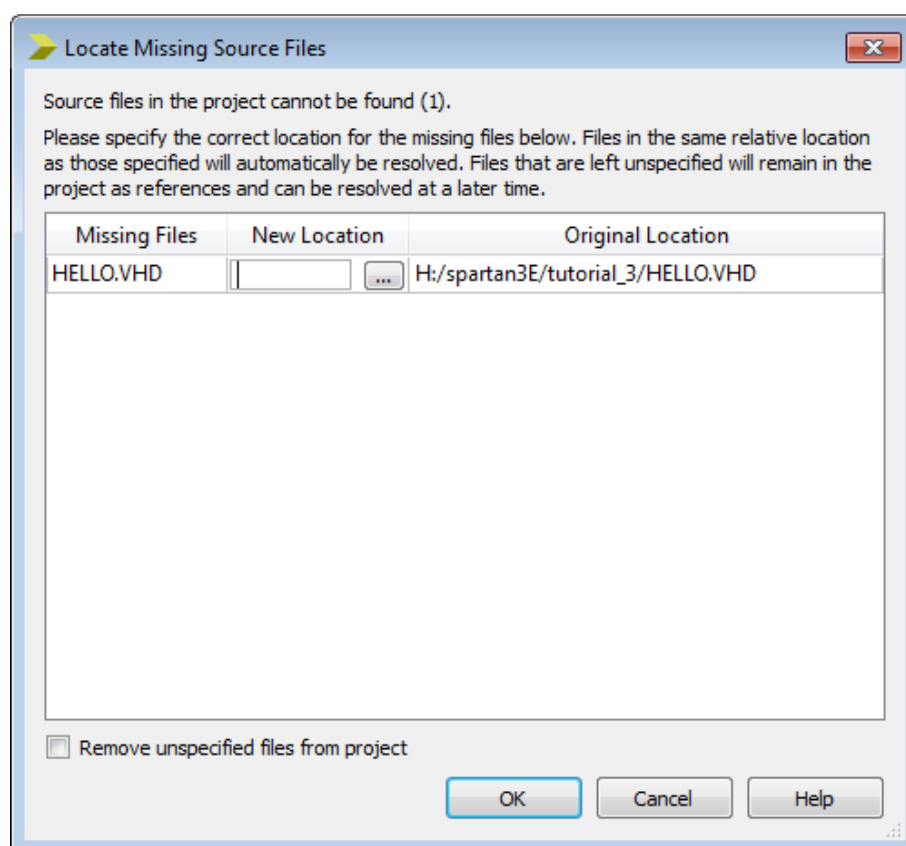 Locate Missing Source Files
Source files in the project cannot be found (1).
Please specify the correct location for the missing files below. Files in the same relative location
as those specified will automatically be resolved. Files that are left unspecified will remain in the
project as references and can be resolved at a later time.
Missing Files New Location Original Location
HELLO.VHD ... H:/spartan3E/tutorial_3/HELLO.VHD
Remove unspecified files from project
OK Cancel Help